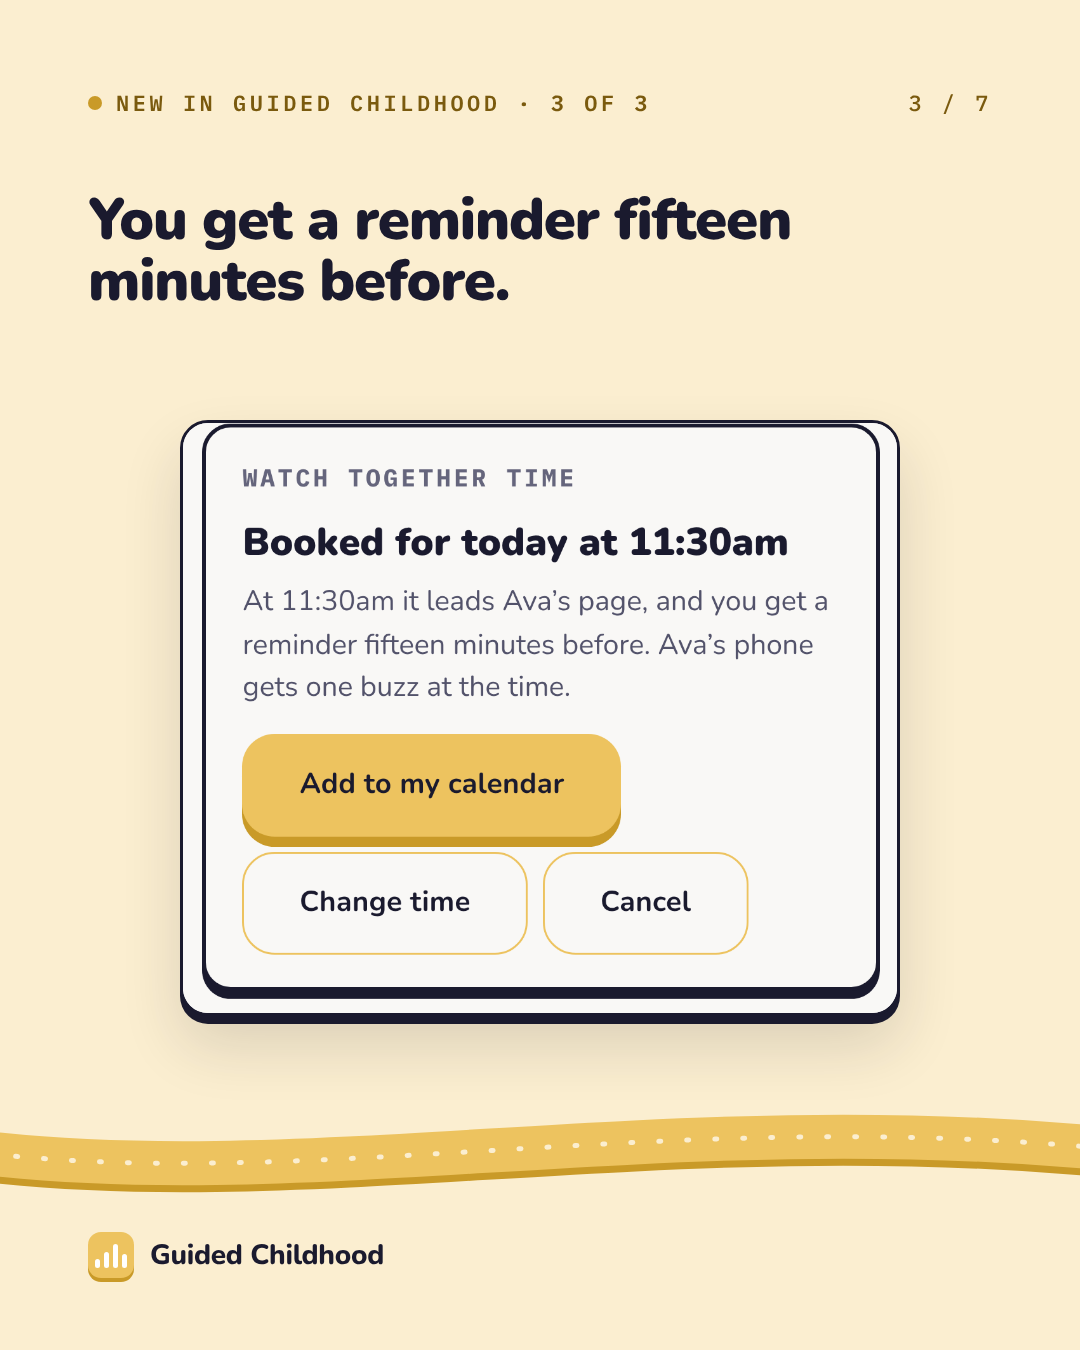 NEW IN GUIDED CHILDHOOD · 3 OF 3
3 / 7
You get a reminder fifteen
minutes before.
WATCH TOGETHER TIME
Booked for today at 11:30am
At 11:30am it leads Ava’s page, and you get a
reminder fifteen minutes before. Ava’s phone
gets one buzz at the time.
Add to my calendar
Change time
Cancel
Guided Childhood